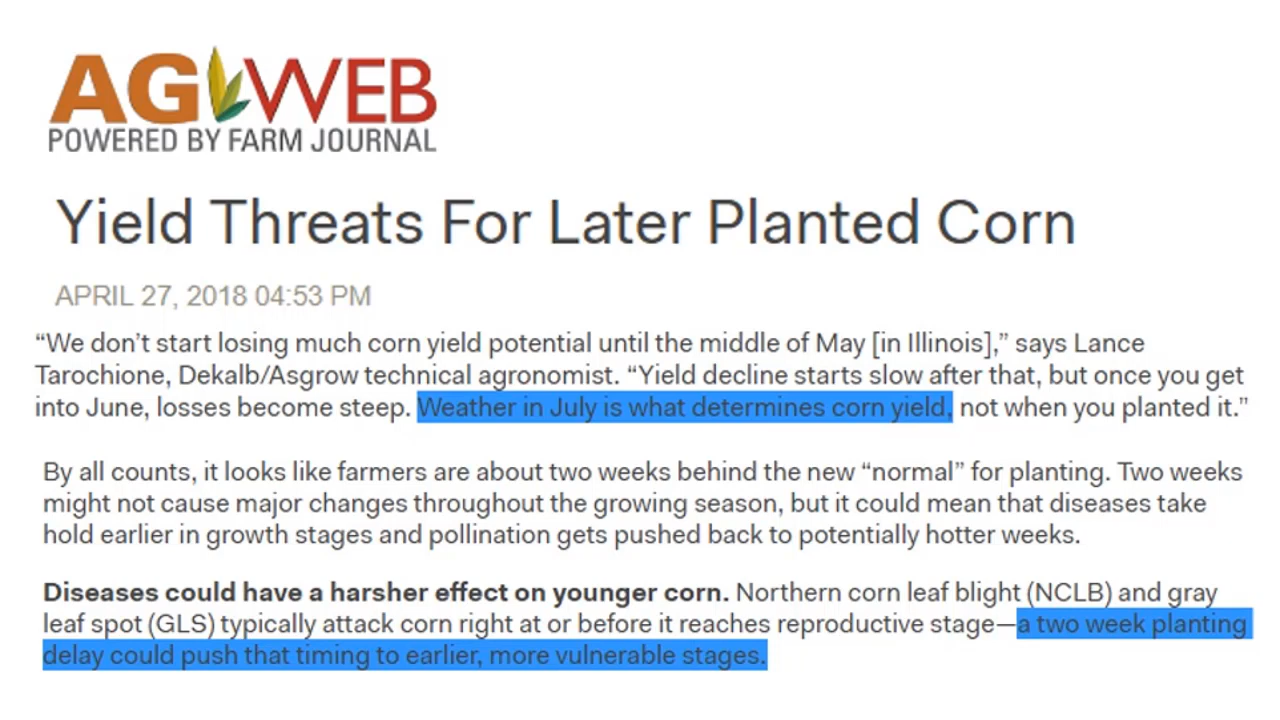 AGWEB
POWERED BY FARM JOURNAL
Yield Threats For Later Planted Corn
APRIL 27, 2018 04:53 PM
“We don’t start losing much corn yield potential until the middle of May [in Illinois],” says Lance
Tarochione, Dekalb/Asgrow technical agronomist. “Yield decline starts slow after that, but once you get
into June, losses become steep. Weather in July is what determines corn yield, not when you planted it.”
By all counts, it looks like farmers are about two weeks behind the new “normal” for planting. Two weeks
might not cause major changes throughout the growing season, but it could mean that diseases take
hold earlier in growth stages and pollination gets pushed back to potentially hotter weeks.
Diseases could have a harsher effect on younger corn. Northern corn leaf blight (NCLB) and gray
leaf spot (GLS) typically attack corn right at or before it reaches reproductive stage—a two week planting
delay could push that timing to earlier, more vulnerable stages.